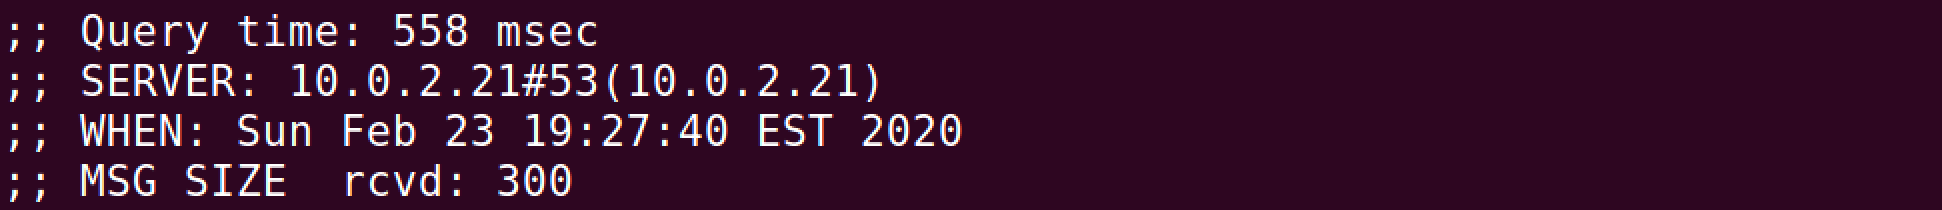 ;; Query time: 558 msec
;; SERVER: 10.0.2.21#53(10.0.2.21)
;; WHEN: Sun Feb 23 19:27:40 EST 2020
;; MSG SIZE  rcvd: 300